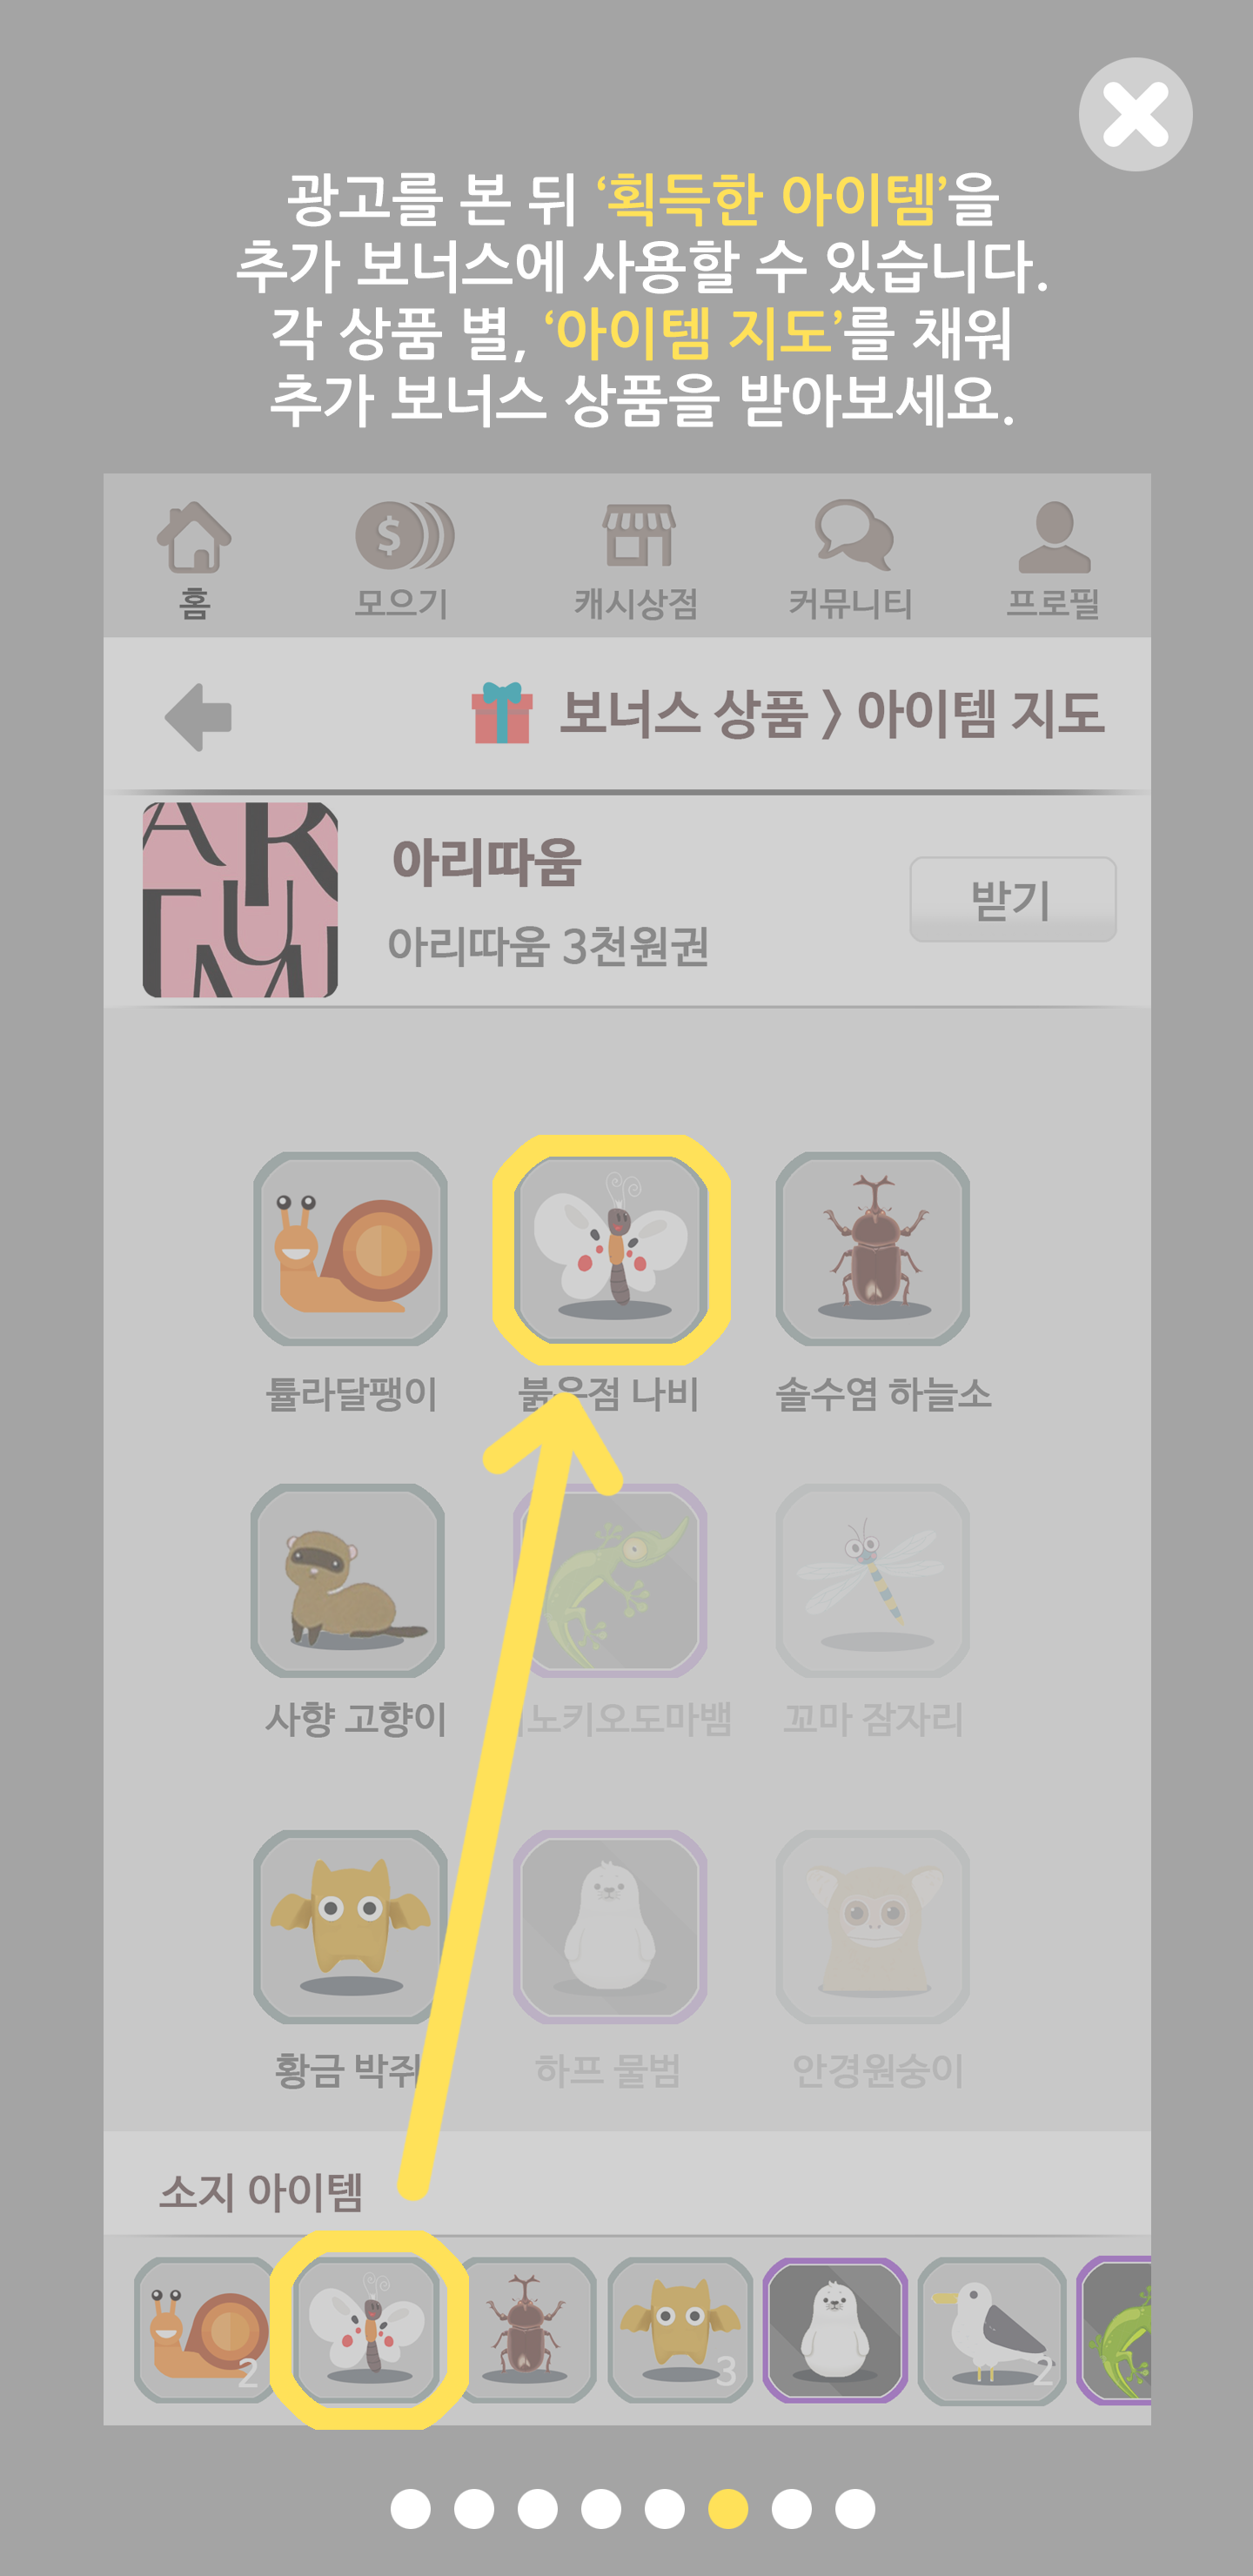 광고를 본 뒤 ‘획득한 아이템’을
추가 보너스에 사용할 수 있습니다.
각 상품 별, ‘아이템 지도’를 채워
추가 보너스 상품을 받아보세요.
홈 모으기 캐시상점 커뮤니티 프로필
보너스 상품 > 아이템 지도
AR
TUM
아리따움
아리따움 3천원권
받기
튤라달팽이 붉은점 나비 솔수염 하늘소
사향 고향이 노키오도마뱀 꼬마 잠자리
황금 박쥐 하프 물범 안경원숭이
소지 아이템
2 3 2